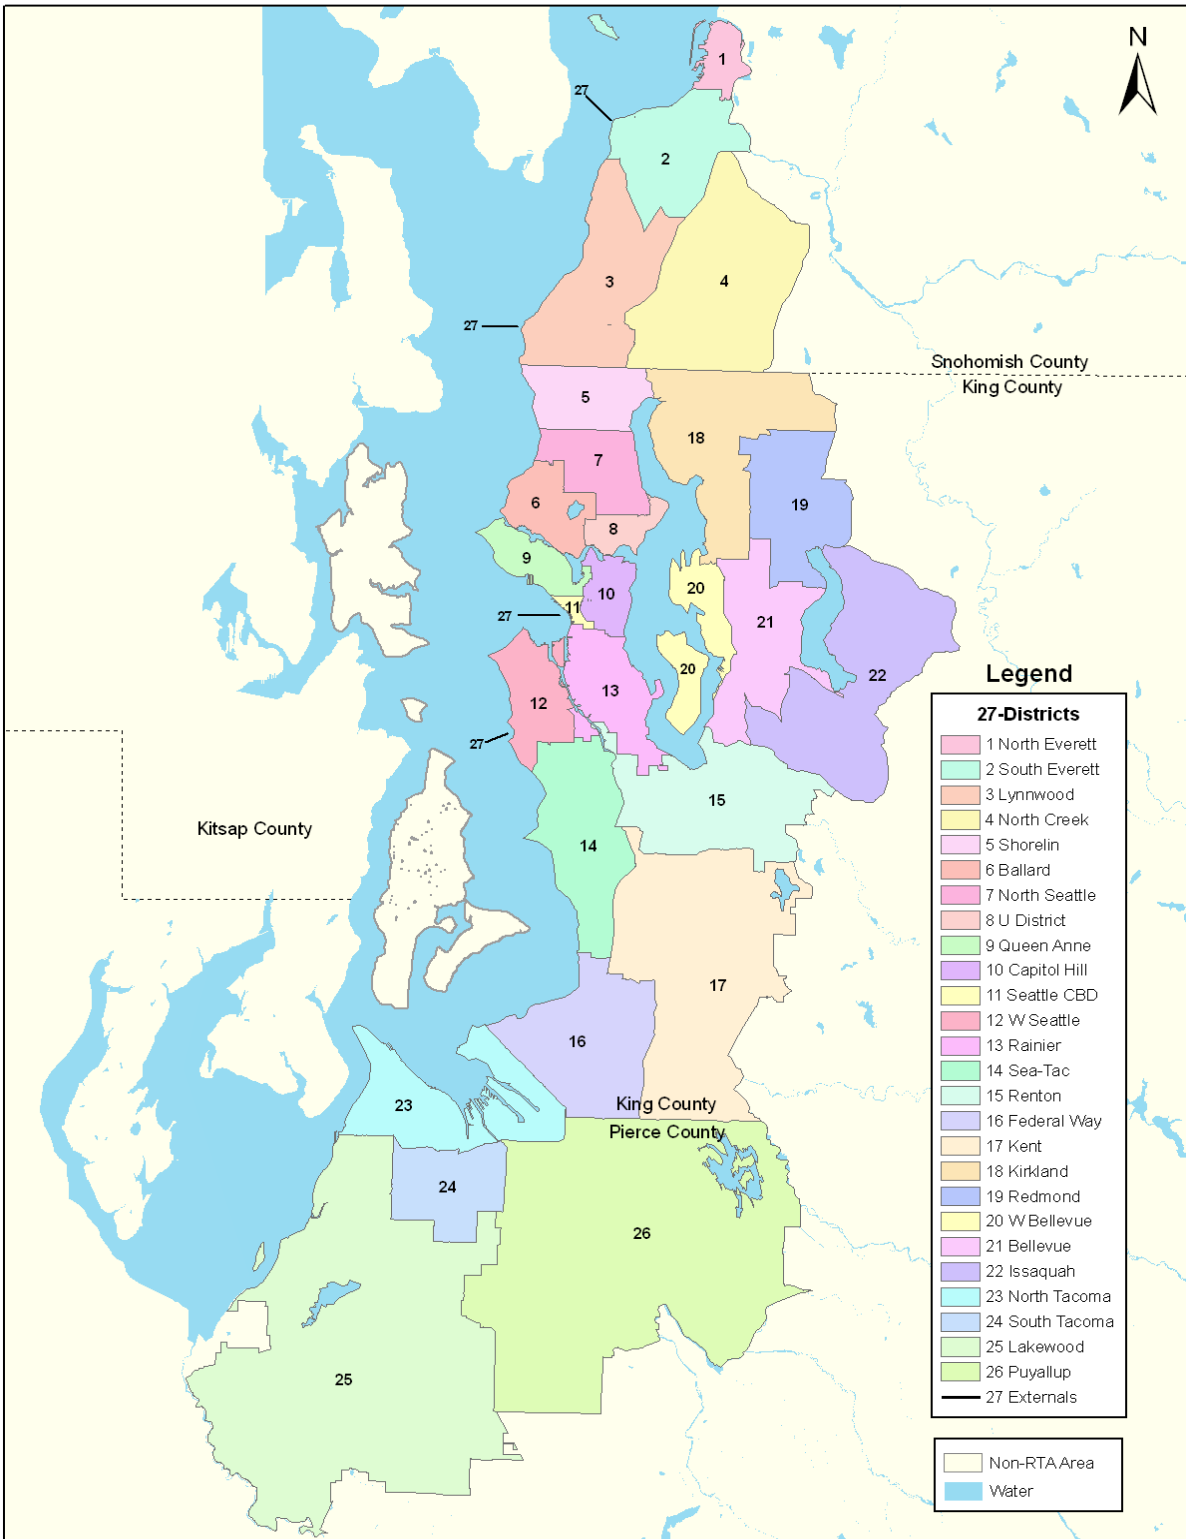 N
1
27
2
3
4
27
Snohomish County
King County
5
18
7
6
19
8
9
20
10
11
27
21
20
22
13
12
27
Legend
27-Districts
1 North Everett
2 South Everett
3 Lynnwood
4 North Creek
5 Shorelin
6 Ballard
7 North Seattle
8 U District
9 Queen Anne
10 Capitol Hill
11 Seattle CBD
12 W Seattle
13 Rainier
14 Sea-Tac
15 Renton
16 Federal Way
17 Kent
18 Kirkland
19 Redmond
20 W Bellevue
21 Bellevue
22 Issaquah
23 North Tacoma
24 South Tacoma
25 Lakewood
26 Puyallup
27 Externals
Non-RTA Area
Water
15
Kitsap County
14
17
16
23
King County
Pierce County
24
26
25